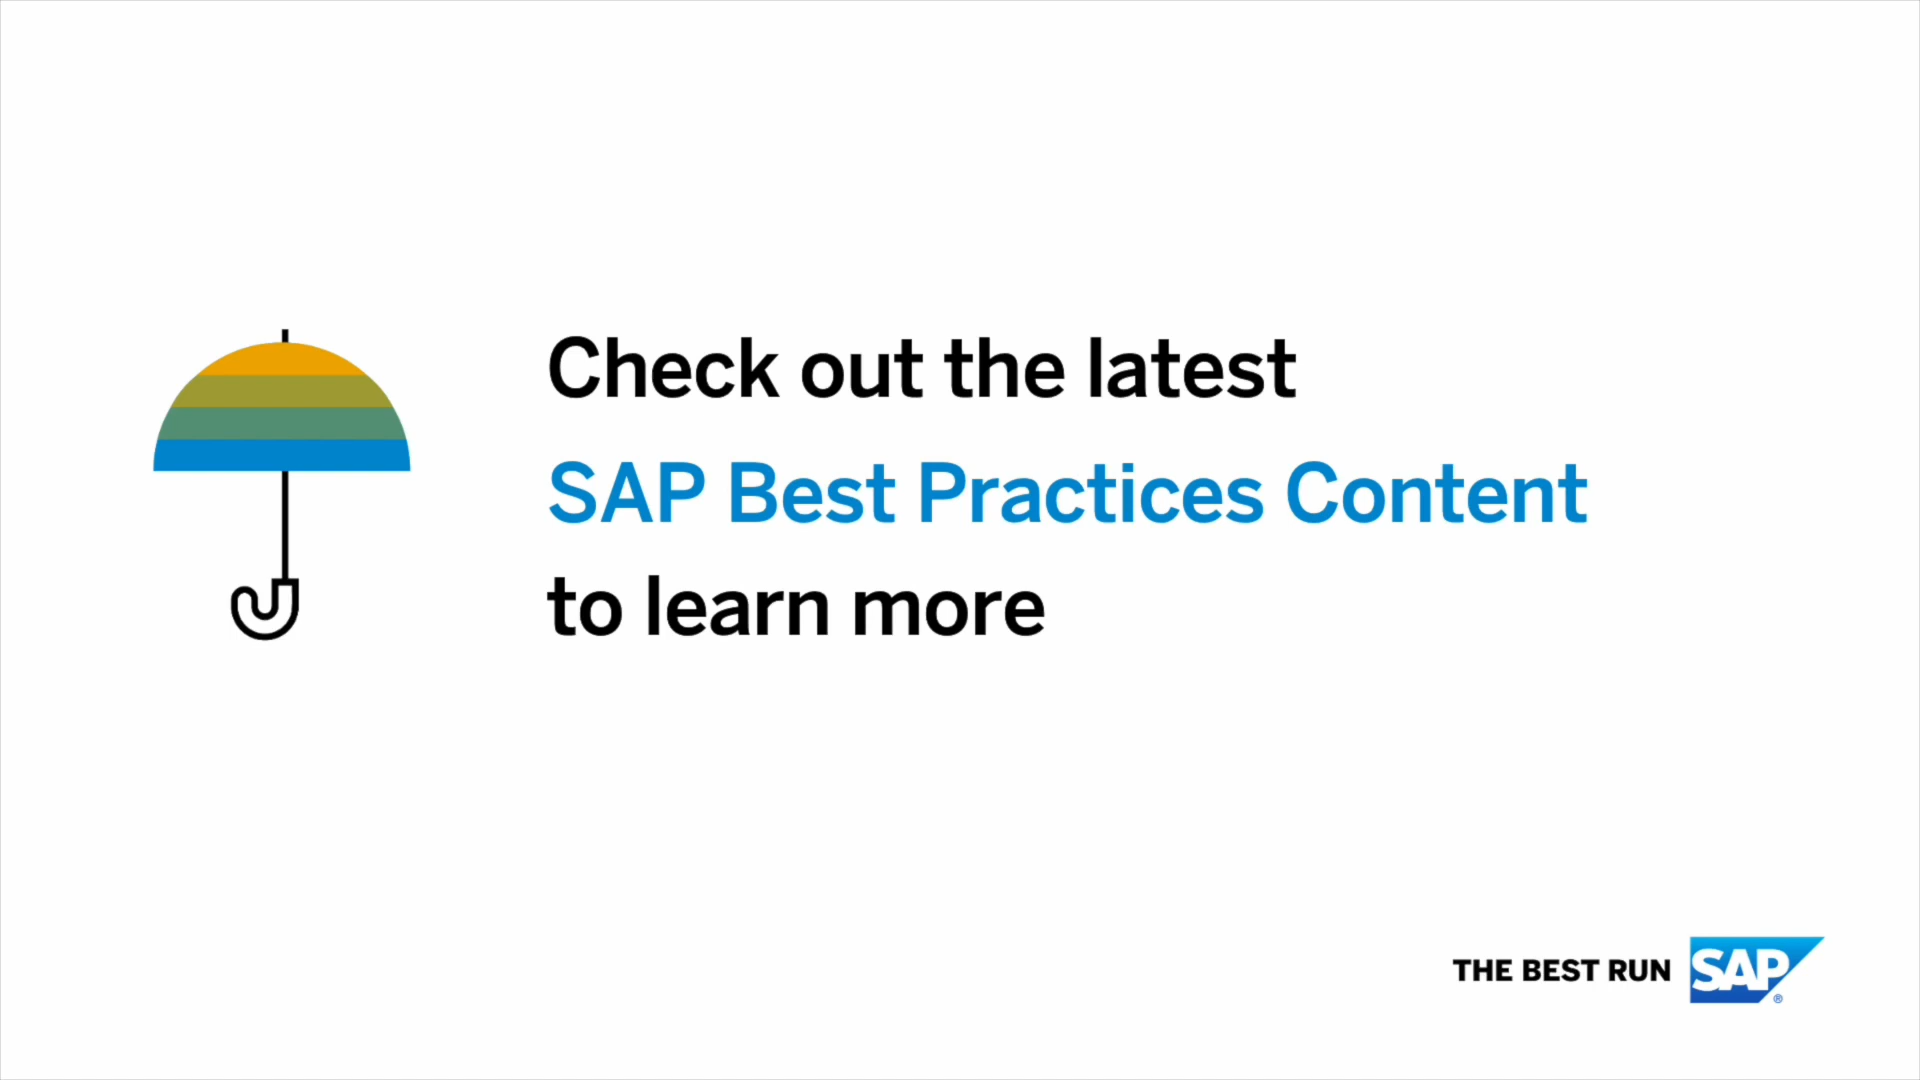 Check out the latest
SAP Best Practices Content
to learn more
THE BEST RUN SAP®